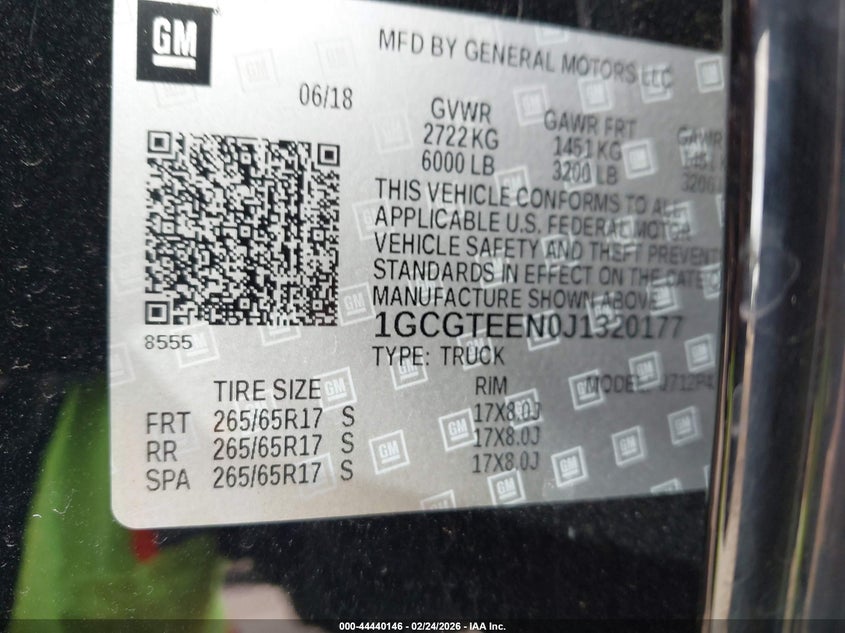 GM
MFD BY GENERAL MOTORS LLC
06/18
GVWR GAWR FRT GAWR
2722 KG 1451 KG
6000 LB 3200 LB
THIS VEHICLE CONFORMS TO ALL
APPLICABLE U.S. FEDERAL MOTOR
VEHICLE SAFETY AND THEFT PREVENT
STANDARDS IN EFFECT ON THE DATE
MANUFACTURE SHOWN ABOVE
1GCGTEEN0J1320177
8555
TYPE: TRUCK
TIRE SIZE RIM MODEL:
FRT 265/65R17 S 17X8.0J
RR 265/65R17 S 17X8.0J
SPA 265/65R17 S 17X8.0J
000-44440146 - 02/24/2026 - IAA Inc.